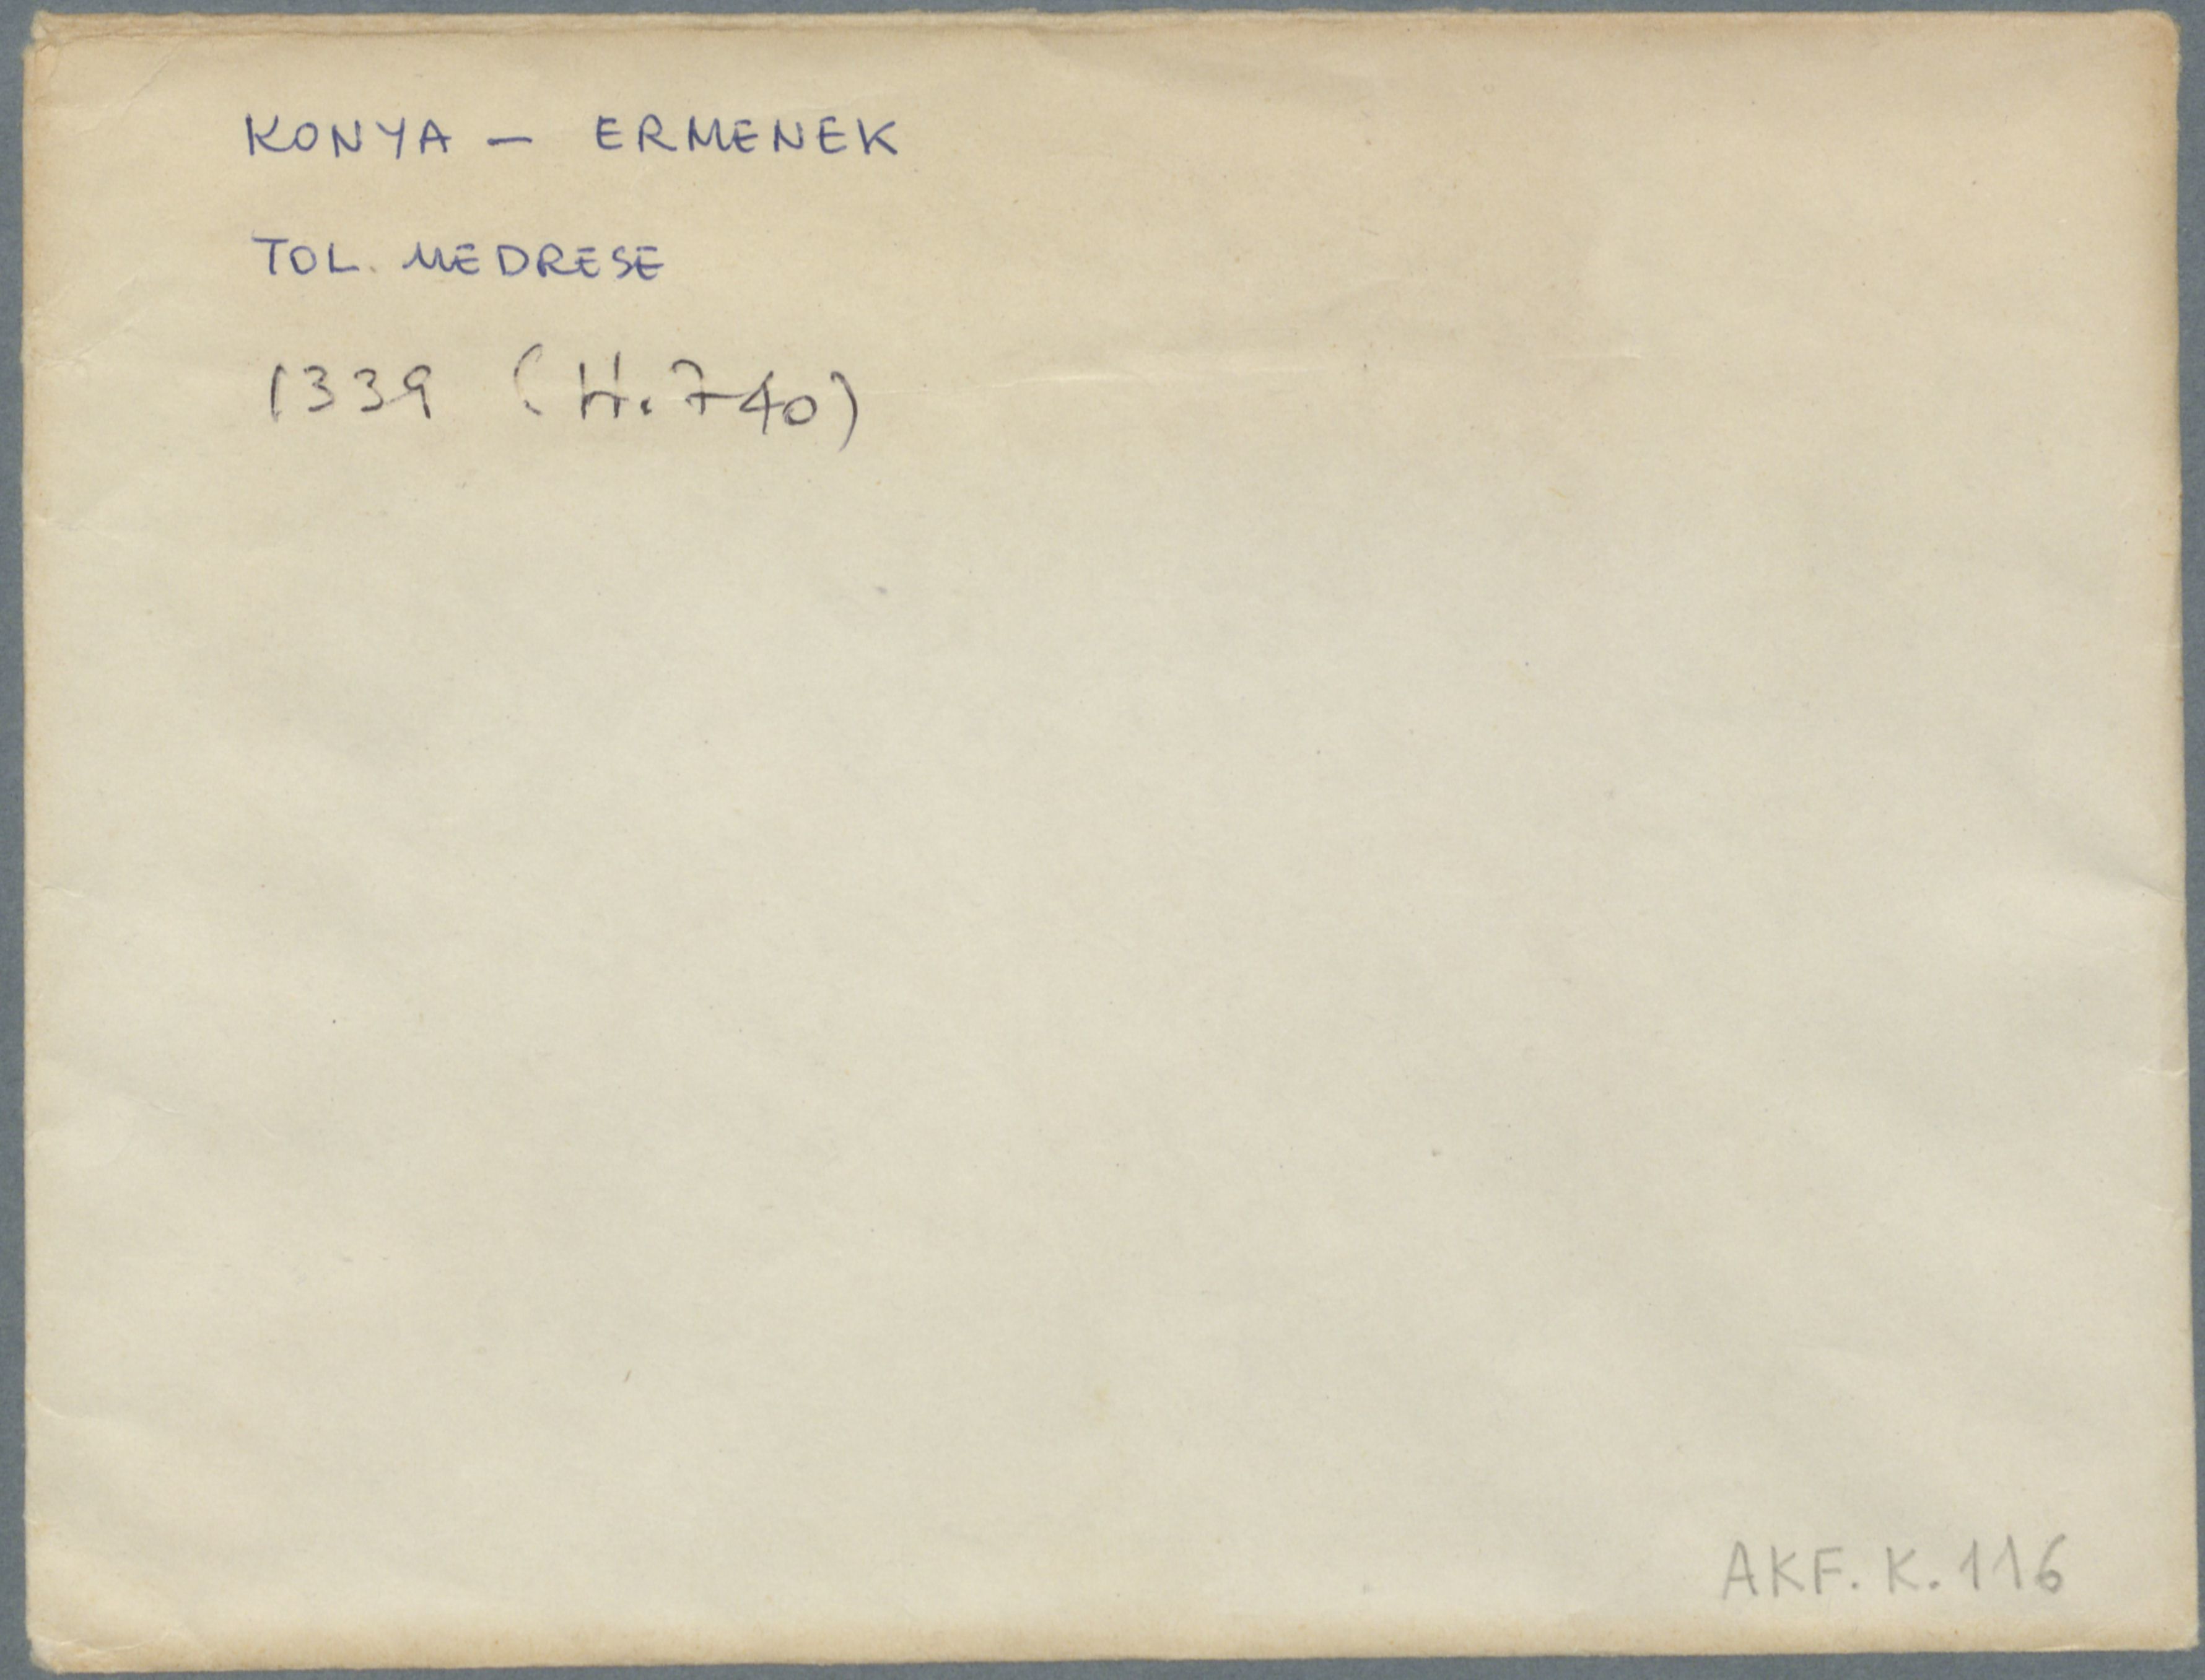 KONYA - ERMENEK
TOL. MEDRESE
1339 (H.740)
AKF. K. 116